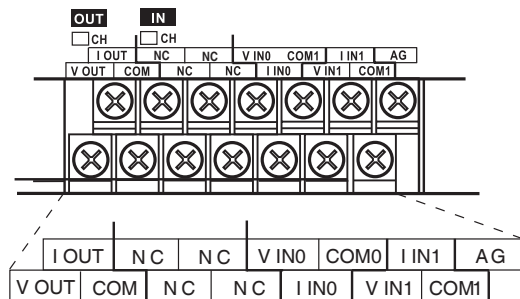 OUT IN
CH CH
I OUT NC NC V IN0 COM1 I IN1 AG
V OUT COM NC NC I IN0 V IN1 COM1
I OUT NC NC V IN0 COM0 I IN1 AG
V OUT COM NC NC I IN0 V IN1 COM1